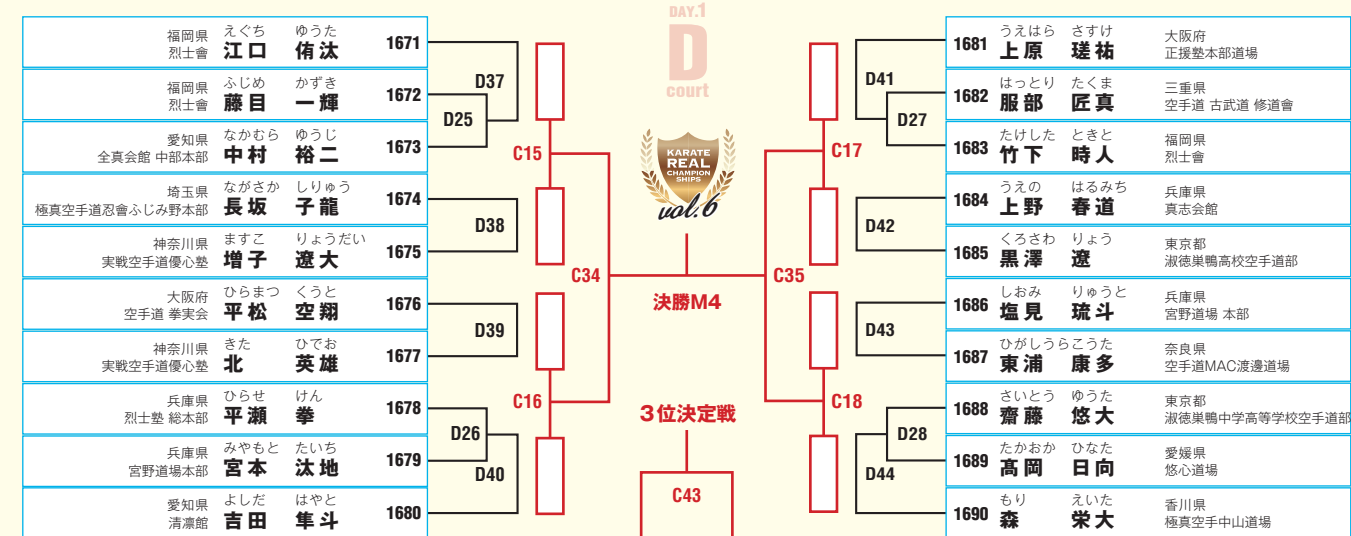 DAY.1
D
court
KARATE
REAL
CHAMPION
SHIPS
vol.6
決勝M4
3位決定戦
C43
福岡県 えぐち ゆうた
烈士會 江口 侑汰 1671
福岡県 ふじめ かずき
烈士會 藤目 一輝 1672
愛知県 なかむら ゆうじ
全真会館 中部本部 中村 裕二 1673
埼玉県 ながさか しりゅう
極真空手道忍會ふじみ野本部 長坂 子龍 1674
神奈川県 ますこ りょうだい
実戦空手道優心塾 増子 遼大 1675
大阪府 ひらまつ くうと
空手道 拳実会 平松 空翔 1676
神奈川県 きた ひでお
実戦空手道優心塾 北 英雄 1677
兵庫県 ひらせ けん
烈士塾 総本部 平瀬 拳 1678
兵庫県 みやもと たいち
宮野道場本部 宮本 汰地 1679
愛知県 よしだ はやと
清凛館 吉田 隼斗 1680
D37
D25
D38
D39
D26
D40
C15
C34
C16
C17
C35
C18
D41
D27
D42
D43
D28
D44
うえはら さすけ 大阪府
1681 上原 瑳祐 正援塾本部道場
はっとり たくま 三重県
1682 服部 匠真 空手道 古武道 修道會
たけした ときと 福岡県
1683 竹下 時人 烈士會
うえの はるみち 兵庫県
1684 上野 春道 真志会館
くろさわ りょう 東京都
1685 黒澤 遼 淑徳巣鴨高校空手道部
しおみ りゅうと 兵庫県
1686 塩見 琉斗 宮野道場 本部
ひがしうら こうた 奈良県
1687 東浦 康多 空手道MAC渡邊道場
さいとう ゆうた 東京都
1688 齋藤 悠大 淑徳巣鴨中学高等学校空手道部
たかおか ひなた 愛媛県
1689 髙岡 日向 悠心道場
もり えいた 香川県
1690 森 栄大 極真空手中山道場